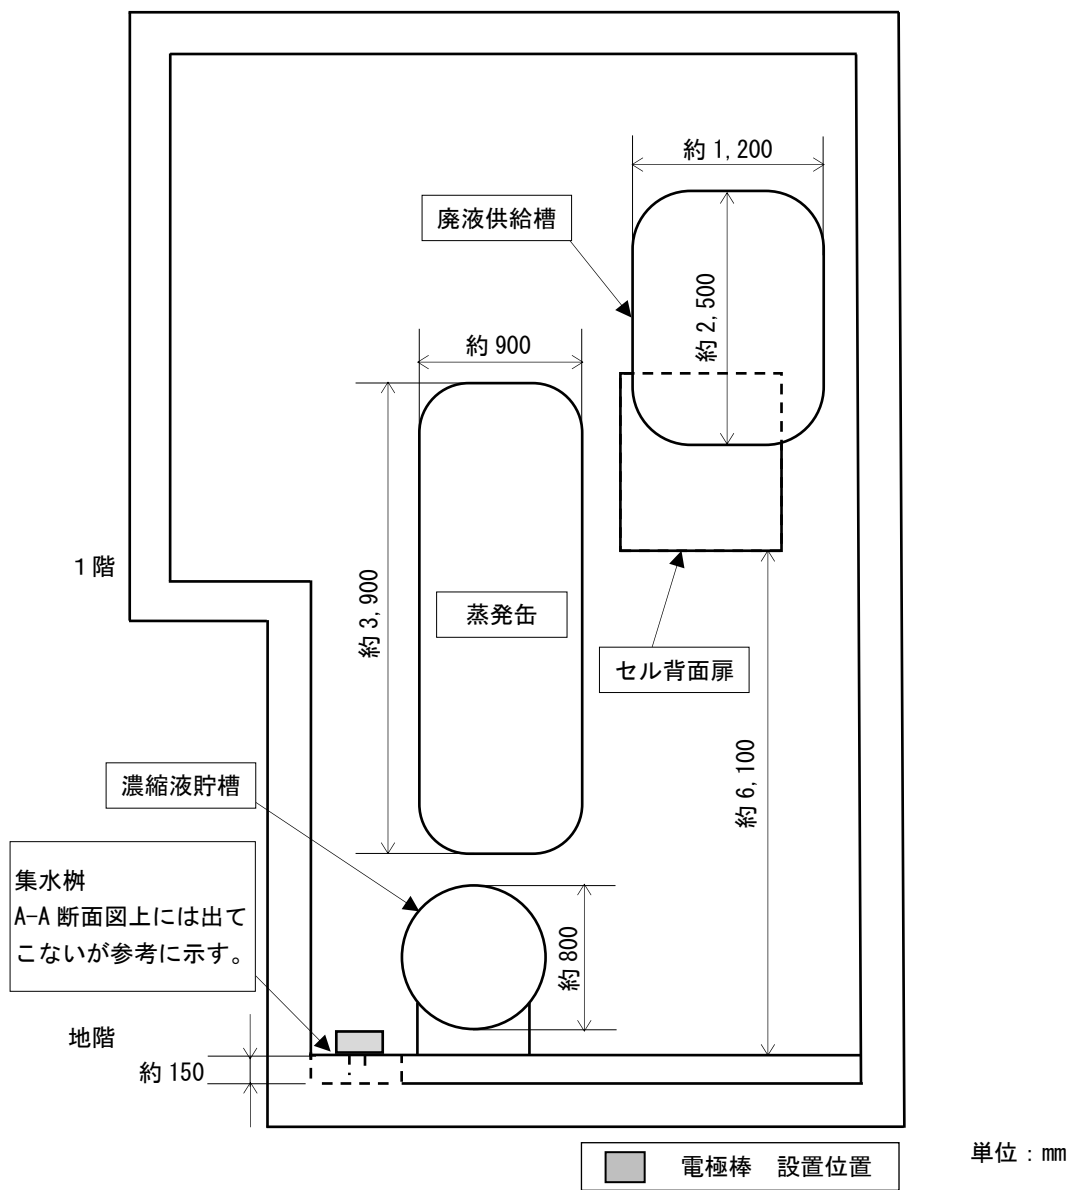 約 1,200
廃液供給槽
約 2,500
約 900
1 階
約 3,900
蒸発缶
セル背面扉
約 6,100
濃縮液貯槽
集水桝
A-A 断面図上には出て
こないが参考に示す。
約 800
地階
約 150
電極棒　設置位置
単位：mm